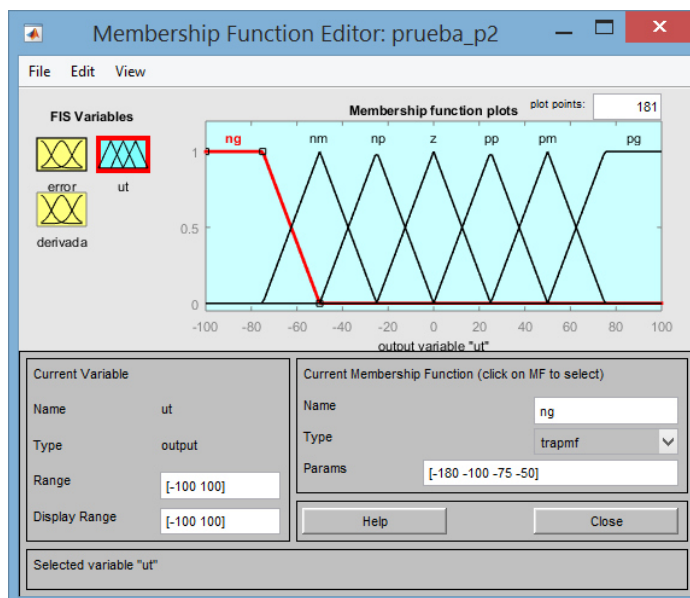 Membership Function Editor: prueba_p2
File Edit View
FIS Variables
Membership function plots plot points: 181
error ut
derivada
ng nm np z pp pm pg
1
0.5
0
-100 -80 -60 -40 -20 0 20 40 60 80 100
output variable "ut"
Current Variable
Name ut
Type output
Range [-100 100]
Display Range [-100 100]
Current Membership Function (click on MF to select)
Name ng
Type trapmf
Params [-180 -100 -75 -50]
Help Close
Selected variable "ut"